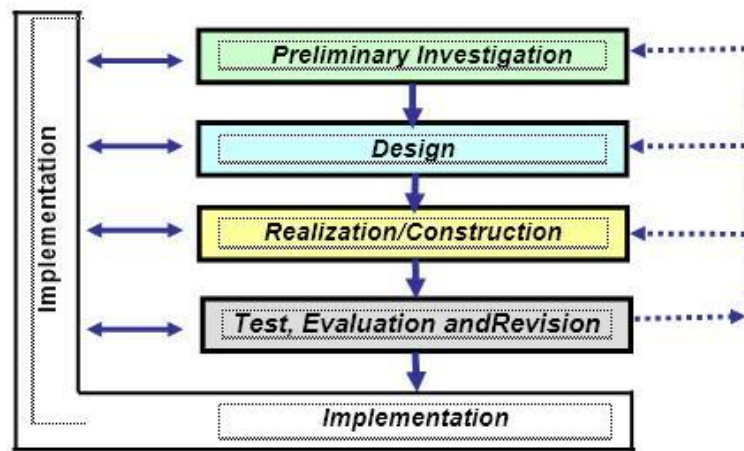 Implementation
Preliminary Investigation
Design
Realization/Construction
Test, Evaluation andRevision
Implementation